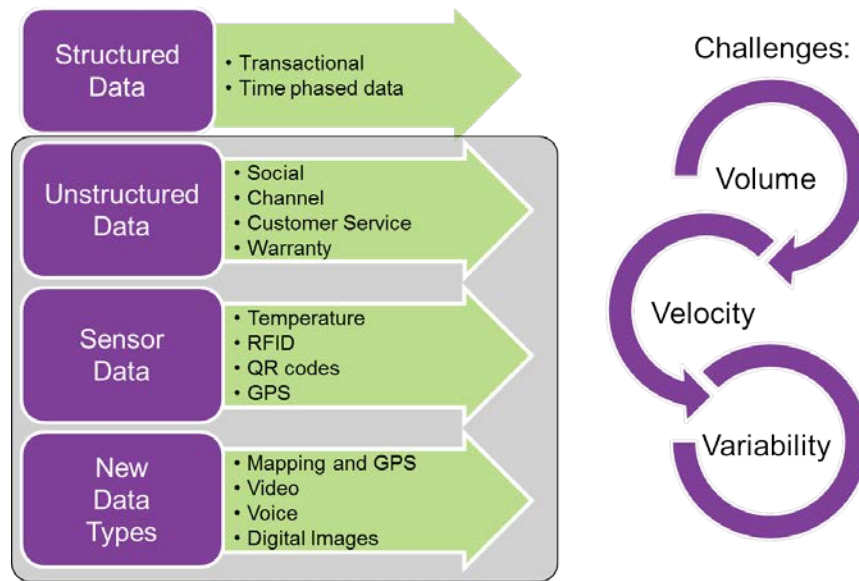 Structured
Data
• Transactional
• Time phased data
Unstructured
Data
• Social
• Channel
• Customer Service
• Warranty
Sensor
Data
• Temperature
• RFID
• QR codes
• GPS
New
Data
Types
• Mapping and GPS
• Video
• Voice
• Digital Images
Challenges:
Volume
Velocity
Variability